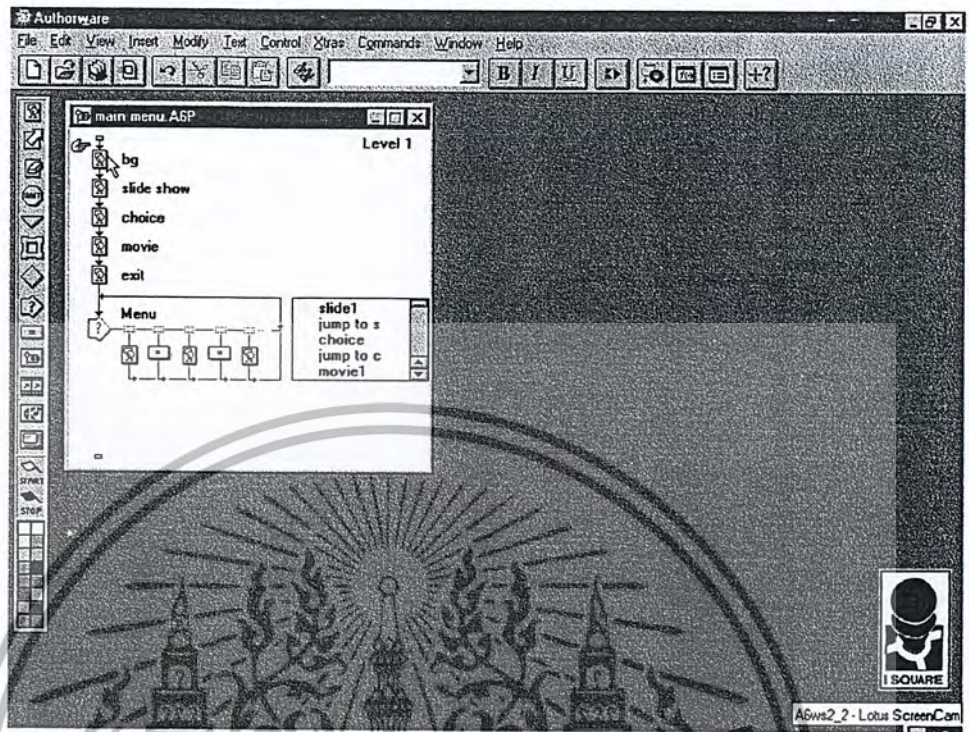 Authorware
File Edit View Insert Modify Text Control Xtras Commands Window Help
B I U
main menu.A6P
Level 1
bg
slide show
choice
movie
exit
Menu
slide1
jump to s
choice
jump to c
movie1
WAIT
START
STOP
I SQUARE
A6ws2_2 - Lotus ScreenCam